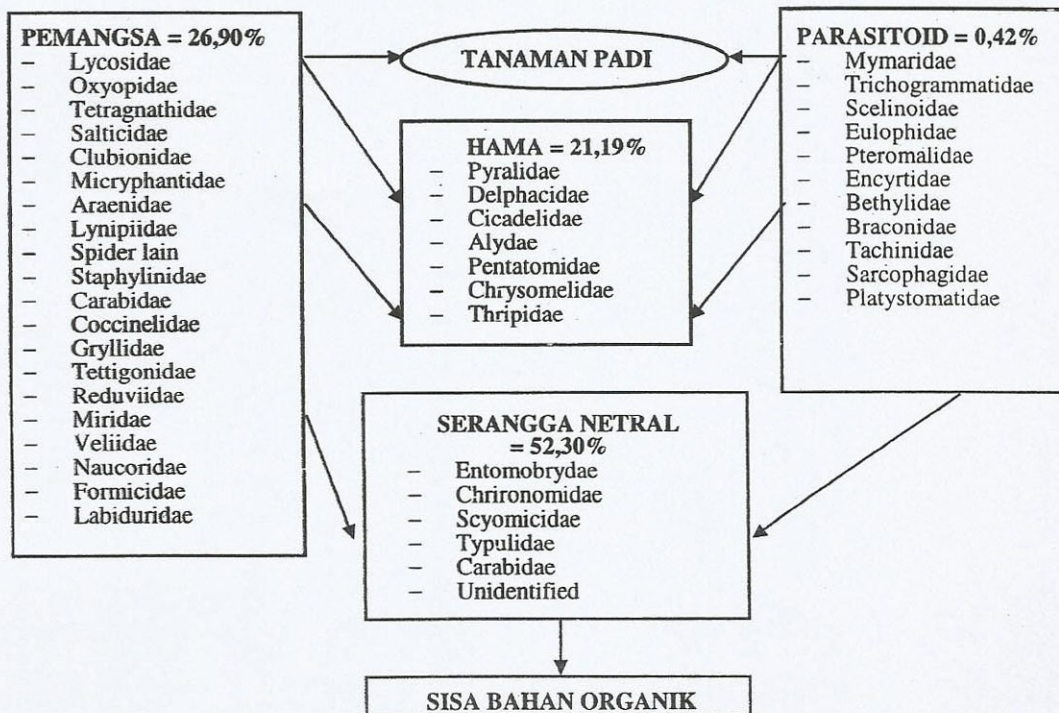 PEMANGSA = 26,90%
– Lycosidae
– Oxyopidae
– Tetragnathidae
– Salticidae
– Clubionidae
– Micryphantidae
– Araenidae
– Lynipiidae
– Spider lain
– Staphylinidae
– Carabidae
– Coccinelidae
– Gryllidae
– Tettigonidae
– Reduviidae
– Miridae
– Veliidae
– Naucoridae
– Formicidae
– Labiduridae
TANAMAN PADI
HAMA = 21,19%
– Pyralidae
– Delphacidae
– Cicadelidae
– Alydae
– Pentatomidae
– Chrysomelidae
– Thripidae
PARASITOID = 0,42%
– Mymaridae
– Trichogrammatidae
– Scelinoidae
– Eulophidae
– Pteromalidae
– Encyrtidae
– Bethylidae
– Braconidae
– Tachinidae
– Sarcophagidae
– Platystomatidae
SERANGGA NETRAL
= 52,30%
– Entomobrydae
– Chrironomidae
– Scyomicidae
– Typulidae
– Carabidae
– Unidentified
SISA BAHAN ORGANIK